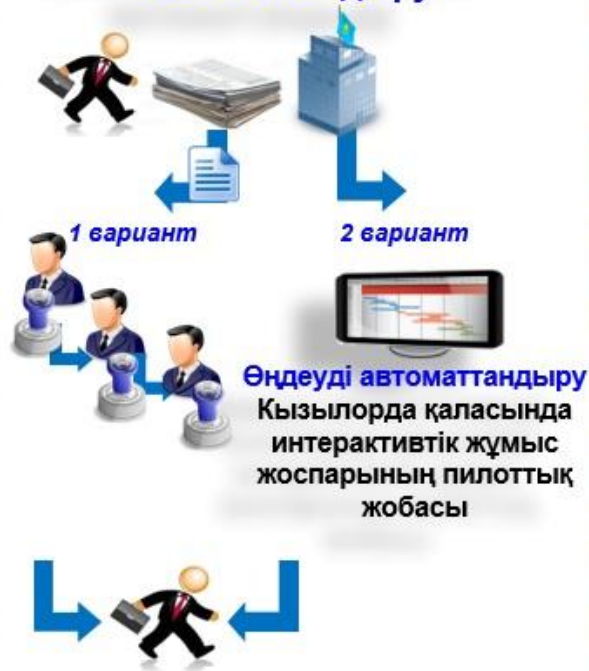 1 вариант
2 вариант
Өңдеуді автоматтандыру
Кызылорда қаласында
интерактивтік жұмыс
жоспарының пилоттық
жобасы